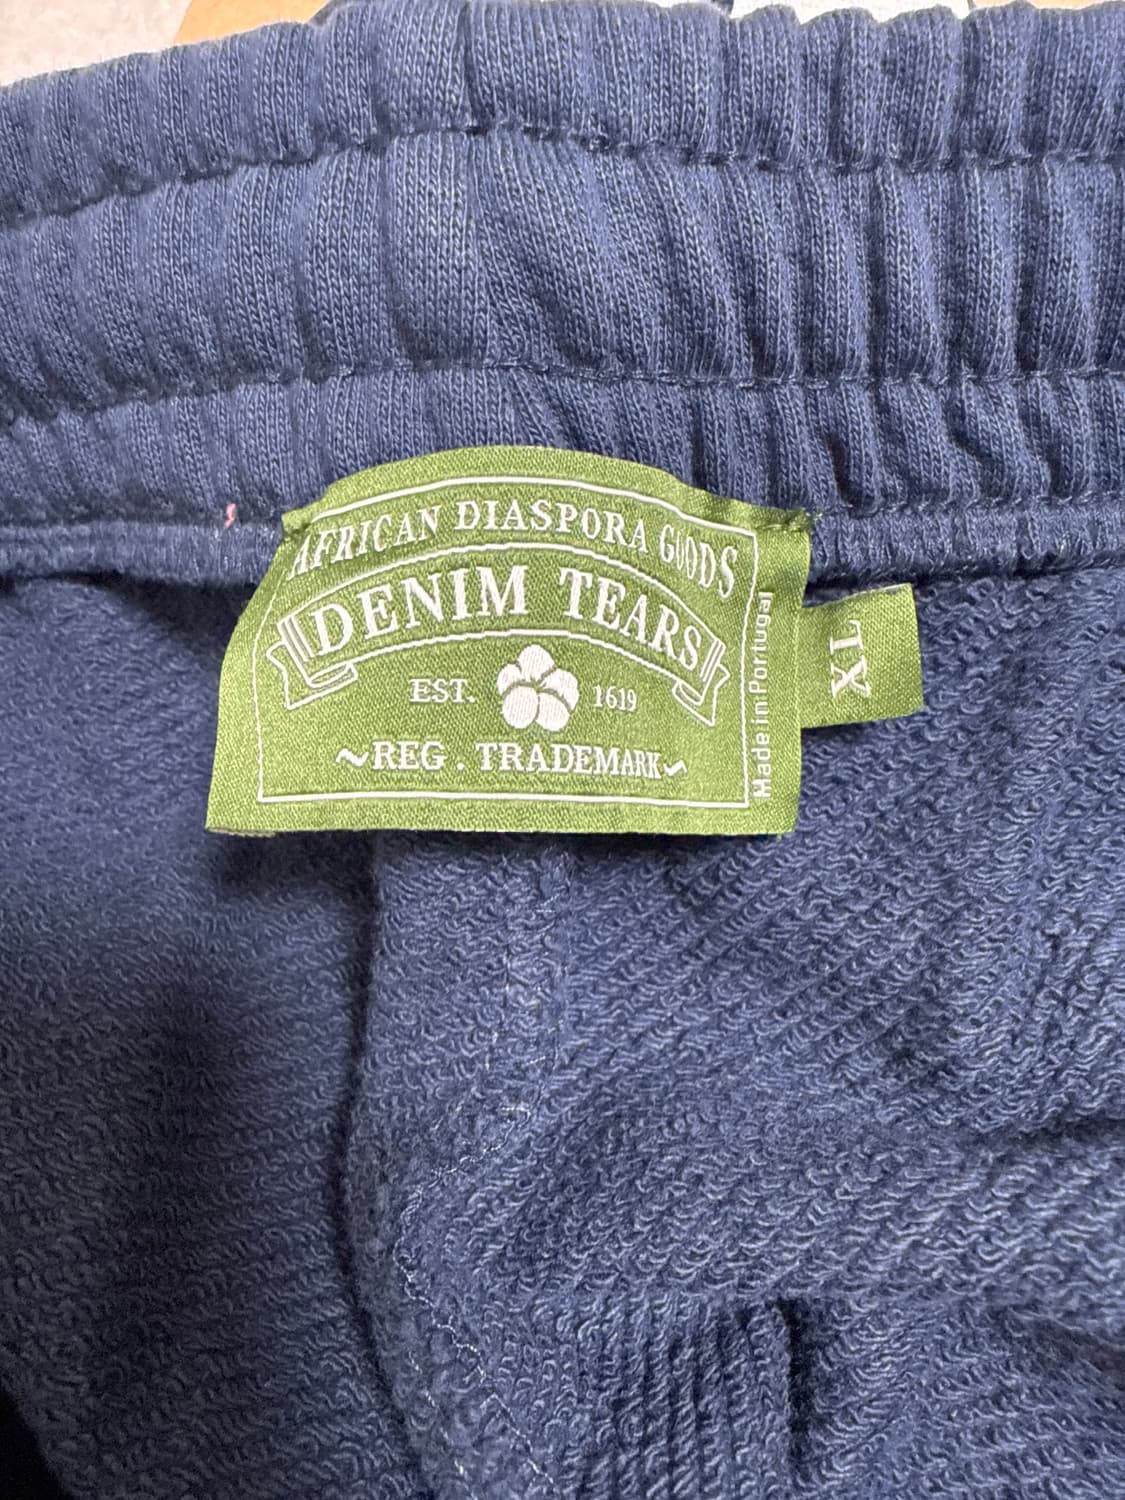 AFRICAN DIASPORA GOODS
DENIM TEARS
EST. 1619
~REG . TRADEMARK~
Made in Portugal
XL